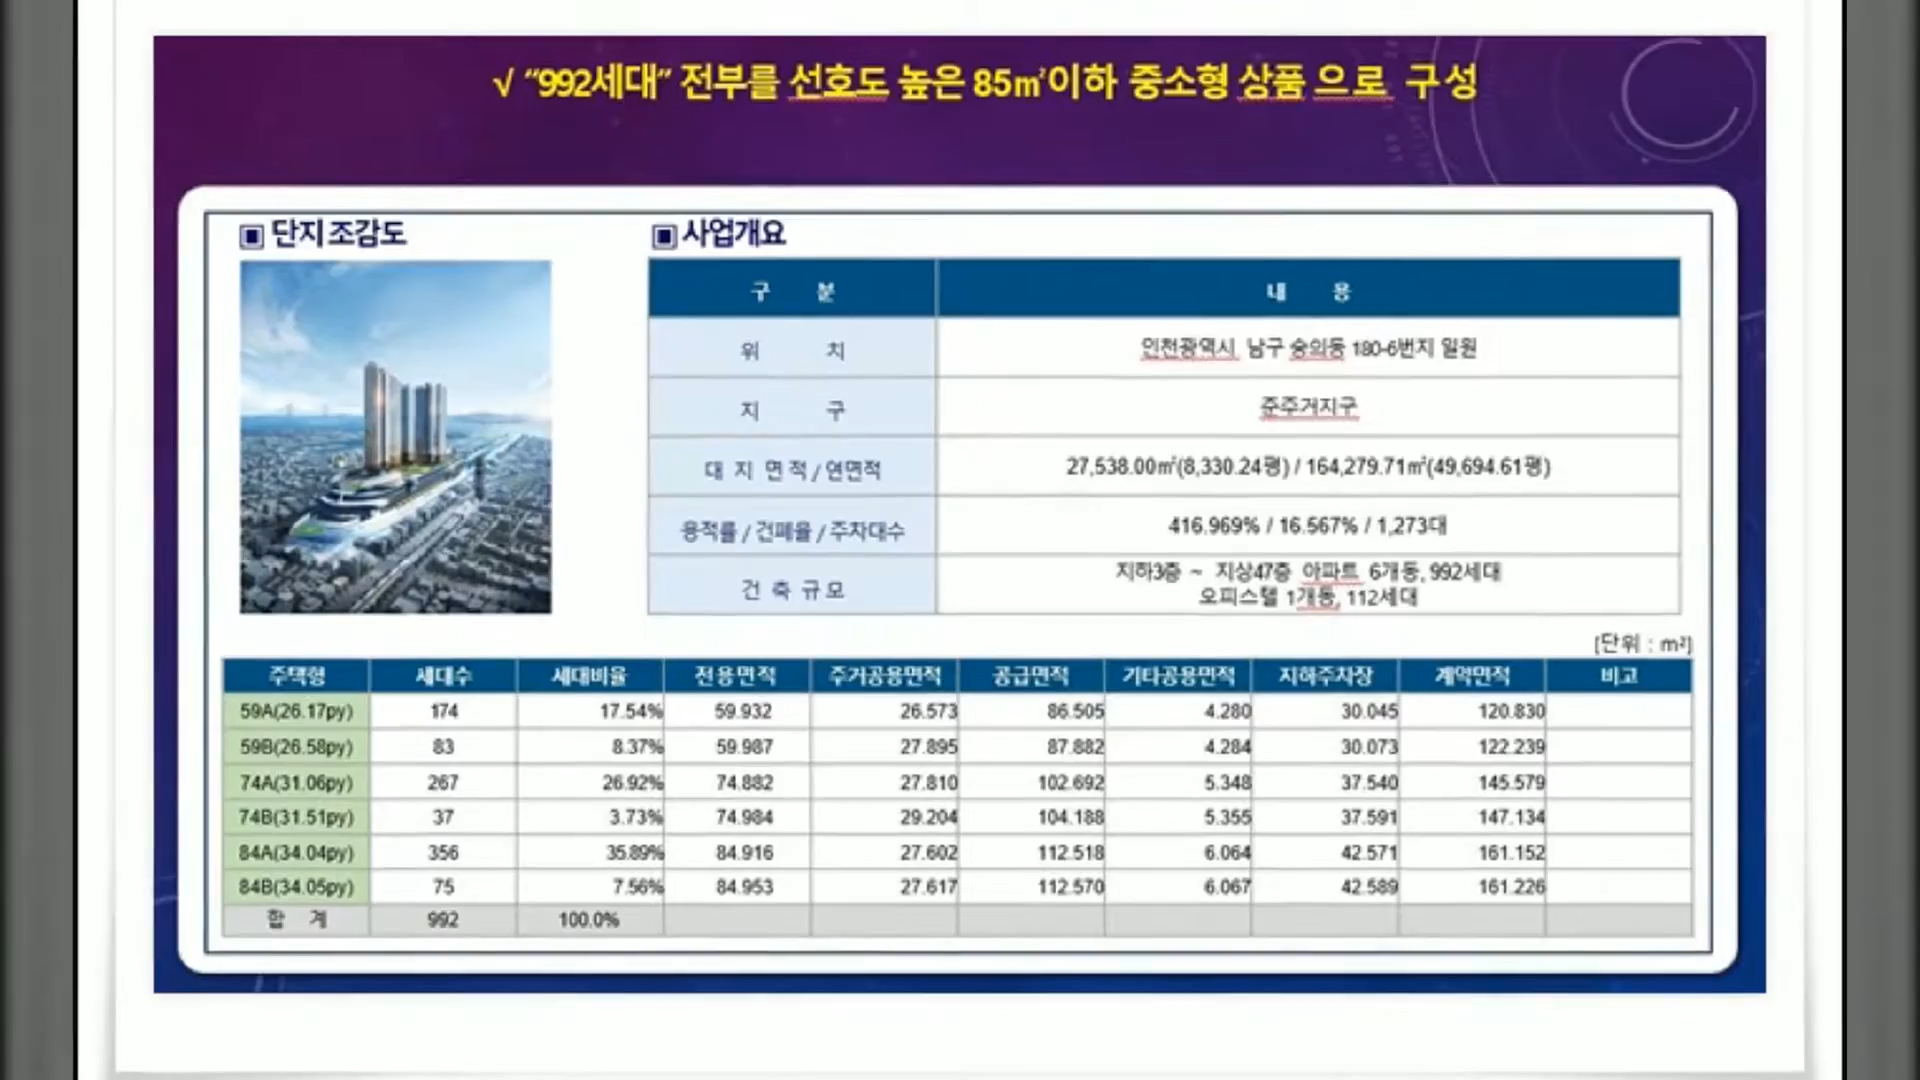 √ “992세대” 전부를 선호도 높은 85㎡이하 중소형 상품 으로 구성
▣ 단지조감도
▣ 사업개요
구 분 내 용
위 치 인천광역시 남구 숭의동 180-6번지 일원
지 구 준주거지구
대 지 면 적 / 연면적 27,538.00㎡(8,330.24평) / 164,279.71㎡(49,694.61평)
용적률 / 건폐율 / 주차대수 416.969% / 16.567% / 1,273대
건 축 규 모 지하3층 ~ 지상47층 아파트 6개동, 992세대
오피스텔 1개동, 112세대
[단위 : m²]
주택형 세대수 세대비율 전용면적 주거공용면적 공급면적 기타공용면적 지하주차장 계약면적 비고
59A(26.17py) 174 17.54% 59.932 26.573 86.505 4.280 30.045 120.830
59B(26.58py) 83 8.37% 59.987 27.895 87.882 4.284 30.073 122.239
74A(31.06py) 267 26.92% 74.882 27.810 102.692 5.348 37.540 145.579
74B(31.51py) 37 3.73% 74.984 29.204 104.188 5.355 37.591 147.134
84A(34.04py) 356 35.89% 84.916 27.602 112.518 6.064 42.571 161.152
84B(34.05py) 75 7.56% 84.953 27.617 112.570 6.067 42.589 161.226
합 계 992 100.0%